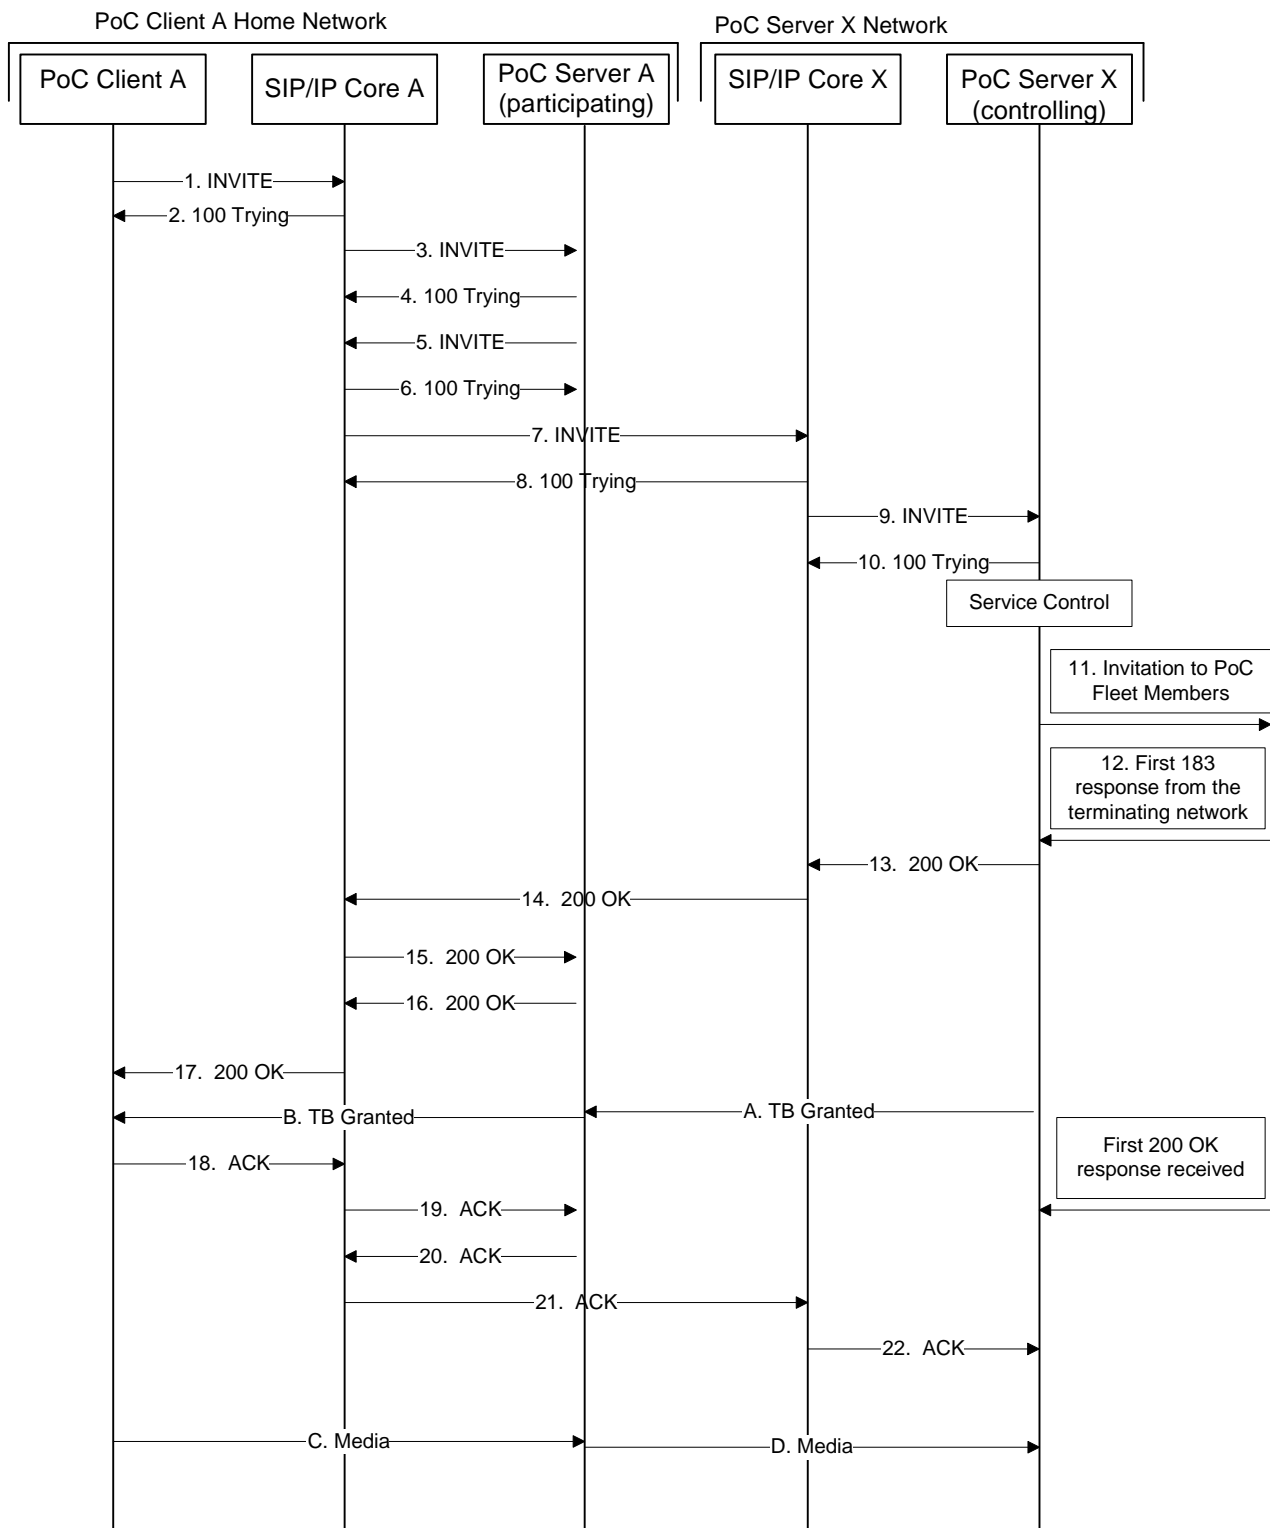 PoC Client A Home Network
PoC Server X Network
PoC Client A
SIP/IP Core A
PoC Server A
(participating)
SIP/IP Core X
PoC Server X
(controlling)
1. INVITE
2. 100 Trying
3. INVITE
4. 100 Trying
5. INVITE
6. 100 Trying
7. INVITE
8. 100 Trying
9. INVITE
10. 100 Trying
Service Control
11. Invitation to PoC
Fleet Members
12. First 183
response from the
terminating network
13. 200 OK
14. 200 OK
15. 200 OK
16. 200 OK
17. 200 OK
A. TB Granted
B. TB Granted
First 200 OK
response received
18. ACK
19. ACK
20. ACK
21. ACK
22. ACK
C. Media
D. Media